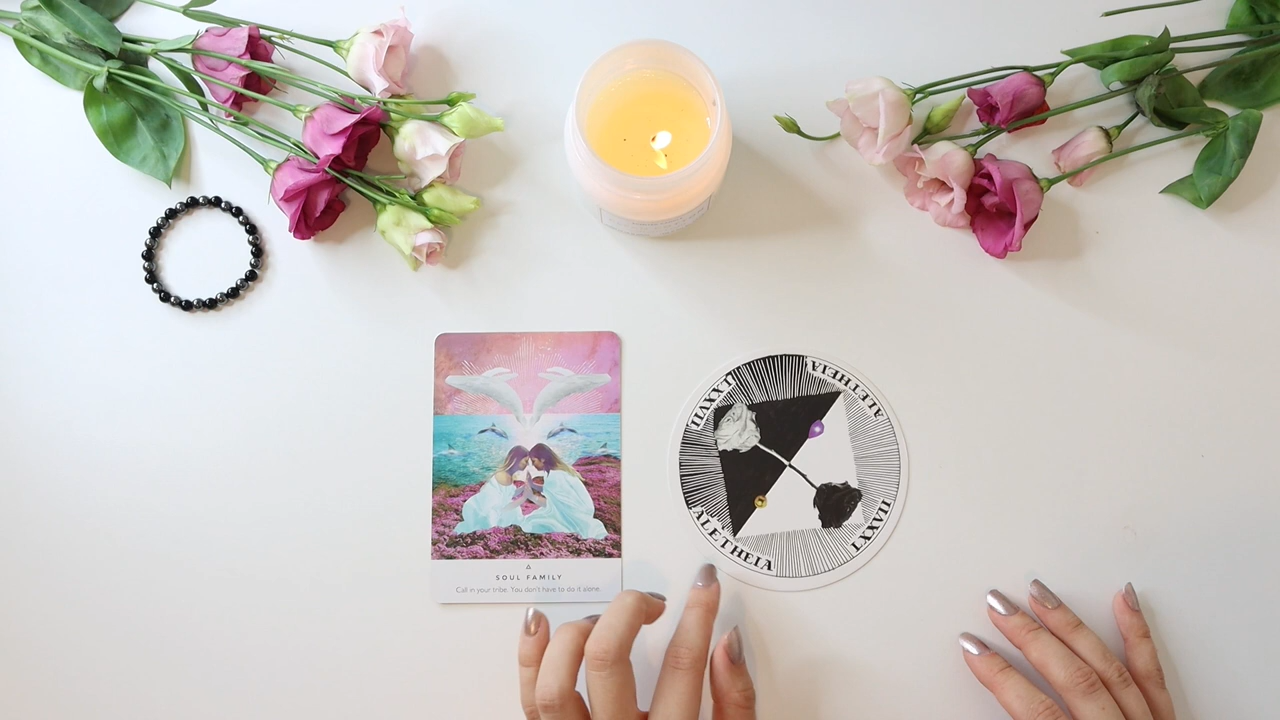 SOUL FAMILY
Call in your tribe. You don't have to do it alone.
LXXVII
ALETHEIA
ALETHEIA
LXXVII